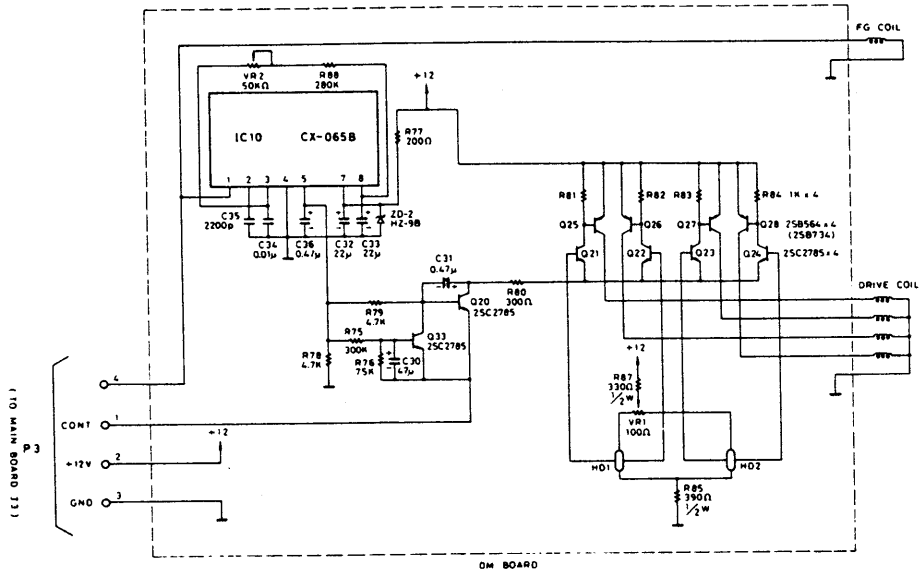 FG COIL
VR2
50KΩ
R88
280K
+12
IC10 CX-065B
R77
200Ω
1 2 3 4 5 7 8
C35
2200p
C34
0.01μ
C36
0.47μ
C32
22μ
C33
22μ
ZD-2
HZ-9B
R81
R82
R83
R84 1K x 4
Q25
Q26
Q27
Q28 2SB564 x 4
(2SB734)
Q21
Q22
Q23
Q24 2SC2785 x 4
C31
0.47μ
R80
300Ω
Q20
2SC2785
R79
4.7K
DRIVE COIL
R75
300K
Q33
2SC2785
R78
4.7K
R76
75K
C30
47μ
+12
R87
330Ω
1/2 W
VR1
100Ω
HD1
HD2
R85
390Ω
1/2 W
4
CONT 1
+12
+12V 2
GND 3
P3
(TO MAIN BOARD J3)
DM BOARD